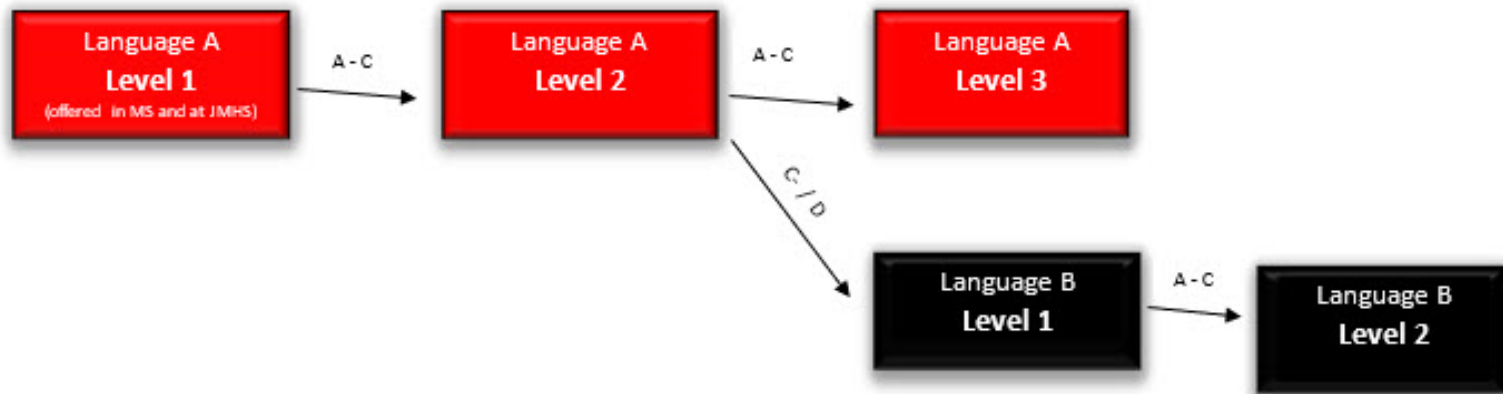 Language A
Level 1
(offered in MS and at JMHS)
A - C
Language A
Level 2
A - C
Language A
Level 3
C- / D
Language B
Level 1
A - C
Language B
Level 2